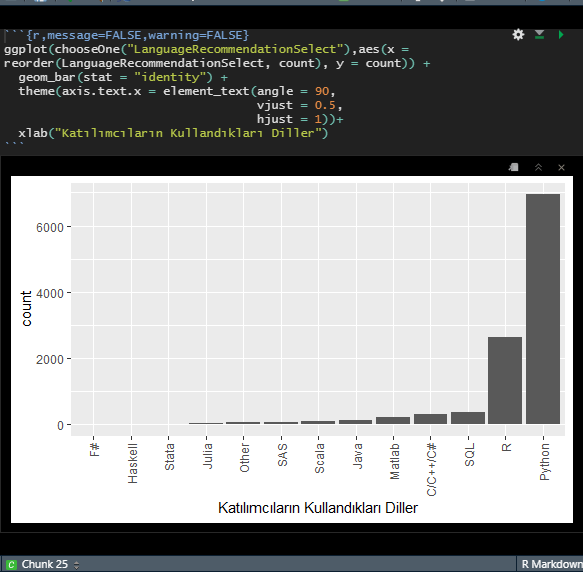 ```{r,message=FALSE,warning=FALSE}
ggplot(chooseOne("LanguageRecommendationSelect"),aes(x =
reorder(LanguageRecommendationSelect, count), y = count)) +
  geom_bar(stat = "identity") +
  theme(axis.text.x = element_text(angle = 90,
                                   vjust = 0.5,
                                   hjust = 1))+
  xlab("Katılımcıların Kullandıkları Diller")
```
6000
4000
2000
0
count
F#
Haskell
Stata
Julia
Other
SAS
Scala
Java
Matlab
C/C++/C#
SQL
R
Python
Katılımcıların Kullandıkları Diller
C Chunk 25
R Markdown